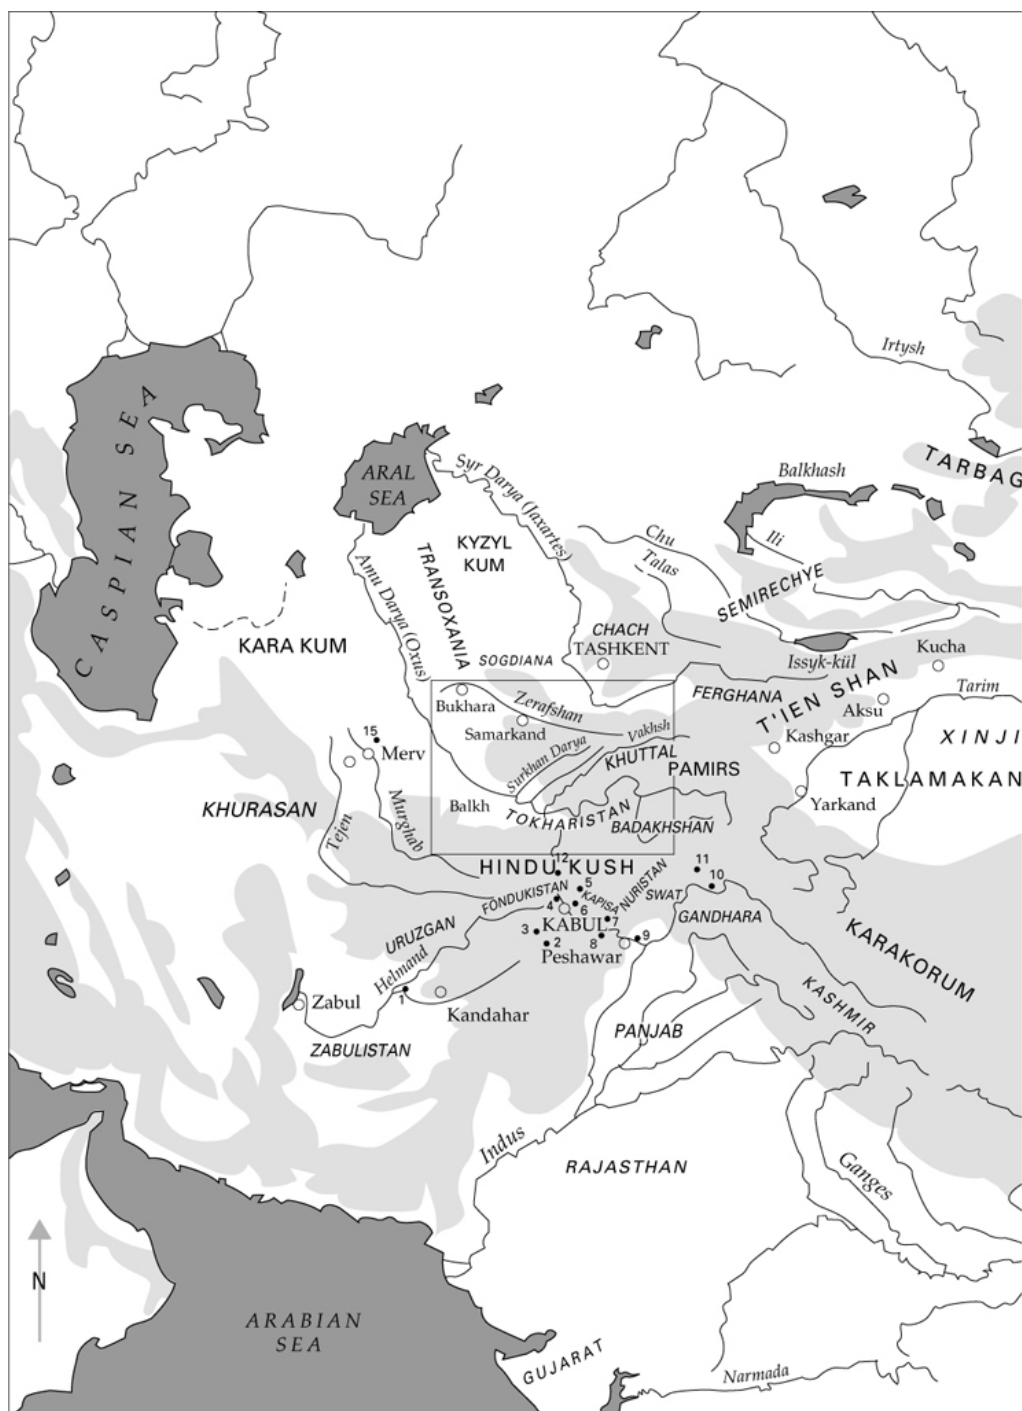 Irtysh
CASPIAN SEA
ARAL
SEA
Syr Darya (Jaxartes)
Balkhash
TARBAG
KYZYL
KUM
TRANSOXANIA
Amu Darya (Oxus)
Chu
Talas
Ili
SEMIRECHYE
KARA KUM
CHACH
TASHKENT
SOGDIANA
Issyk-kül
Kucha
FERGHANA
T'IEN SHAN
Tarim
Aksu
Bukhara
Zerafshan
Samarkand
Surkhan Darya
Vakhsh
KHUTTAL
PAMIRS
Kashgar
XINJI
TAKLAMAKAN
Yarkand
15
Merv
KHURASAN
Tejen
Murghab
Balkh
TOKHARISTAN
BADAKHSHAN
HINDU KUSH
12
11
10
5
FÖNDUKISTAN
4
6
KAPISA
NURISTAN
SWAT
GANDHARA
URUZGAN
KABUL
7
3
2
8
9
Peshawar
Helmand
1
KARAKORUM
Zabul
Kandahar
KASHMIR
ZABULISTAN
PANJAB
Indus
RAJASTHAN
Ganges
N
ARABIAN
SEA
GUJARAT
Narmada